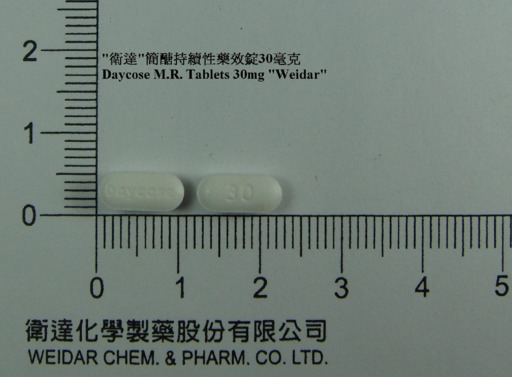 2
"衛達"簡醣持續性藥效錠30毫克
Daycose M.R. Tablets 30mg "Weidar"
1
Daycose 30
0
0 1 2 3 4 5
衛達化學製藥股份有限公司
WEIDAR CHEM. & PHARM. CO. LTD.